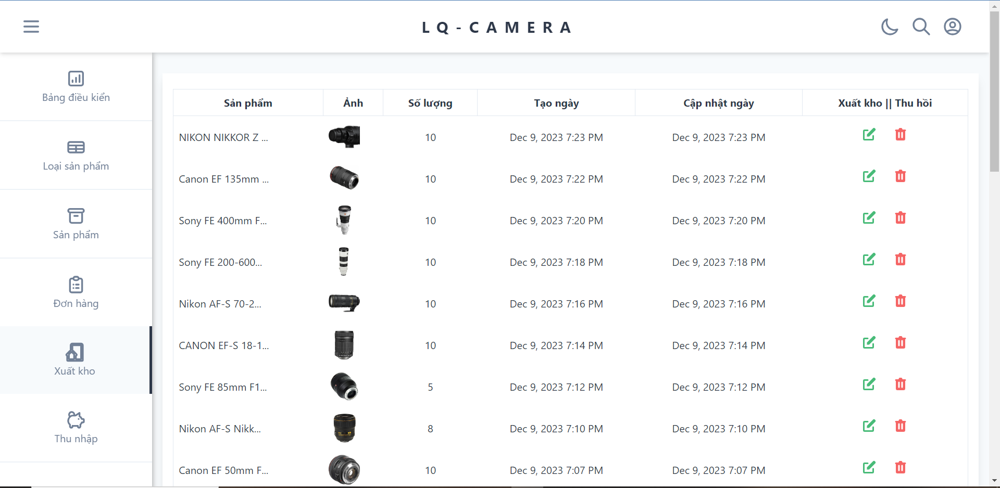 LQ-CAMERA
Bảng điều kiển
Loại sản phẩm
Sản phẩm
Đơn hàng
Xuất kho
Thu nhập
Sản phẩm Ảnh Số lượng Tạo ngày Cập nhật ngày Xuất kho || Thu hồi
NIKON NIKKOR Z ... 10 Dec 9, 2023 7:23 PM Dec 9, 2023 7:23 PM
Canon EF 135mm ... 10 Dec 9, 2023 7:22 PM Dec 9, 2023 7:22 PM
Sony FE 400mm F... 10 Dec 9, 2023 7:20 PM Dec 9, 2023 7:20 PM
Sony FE 200-600... 10 Dec 9, 2023 7:18 PM Dec 9, 2023 7:18 PM
Nikon AF-S 70-2... 10 Dec 9, 2023 7:16 PM Dec 9, 2023 7:16 PM
CANON EF-S 18-1... 10 Dec 9, 2023 7:14 PM Dec 9, 2023 7:14 PM
Sony FE 85mm F1... 5 Dec 9, 2023 7:12 PM Dec 9, 2023 7:12 PM
Nikon AF-S Nikk... 8 Dec 9, 2023 7:10 PM Dec 9, 2023 7:10 PM
Canon EF 50mm F... 10 Dec 9, 2023 7:07 PM Dec 9, 2023 7:07 PM